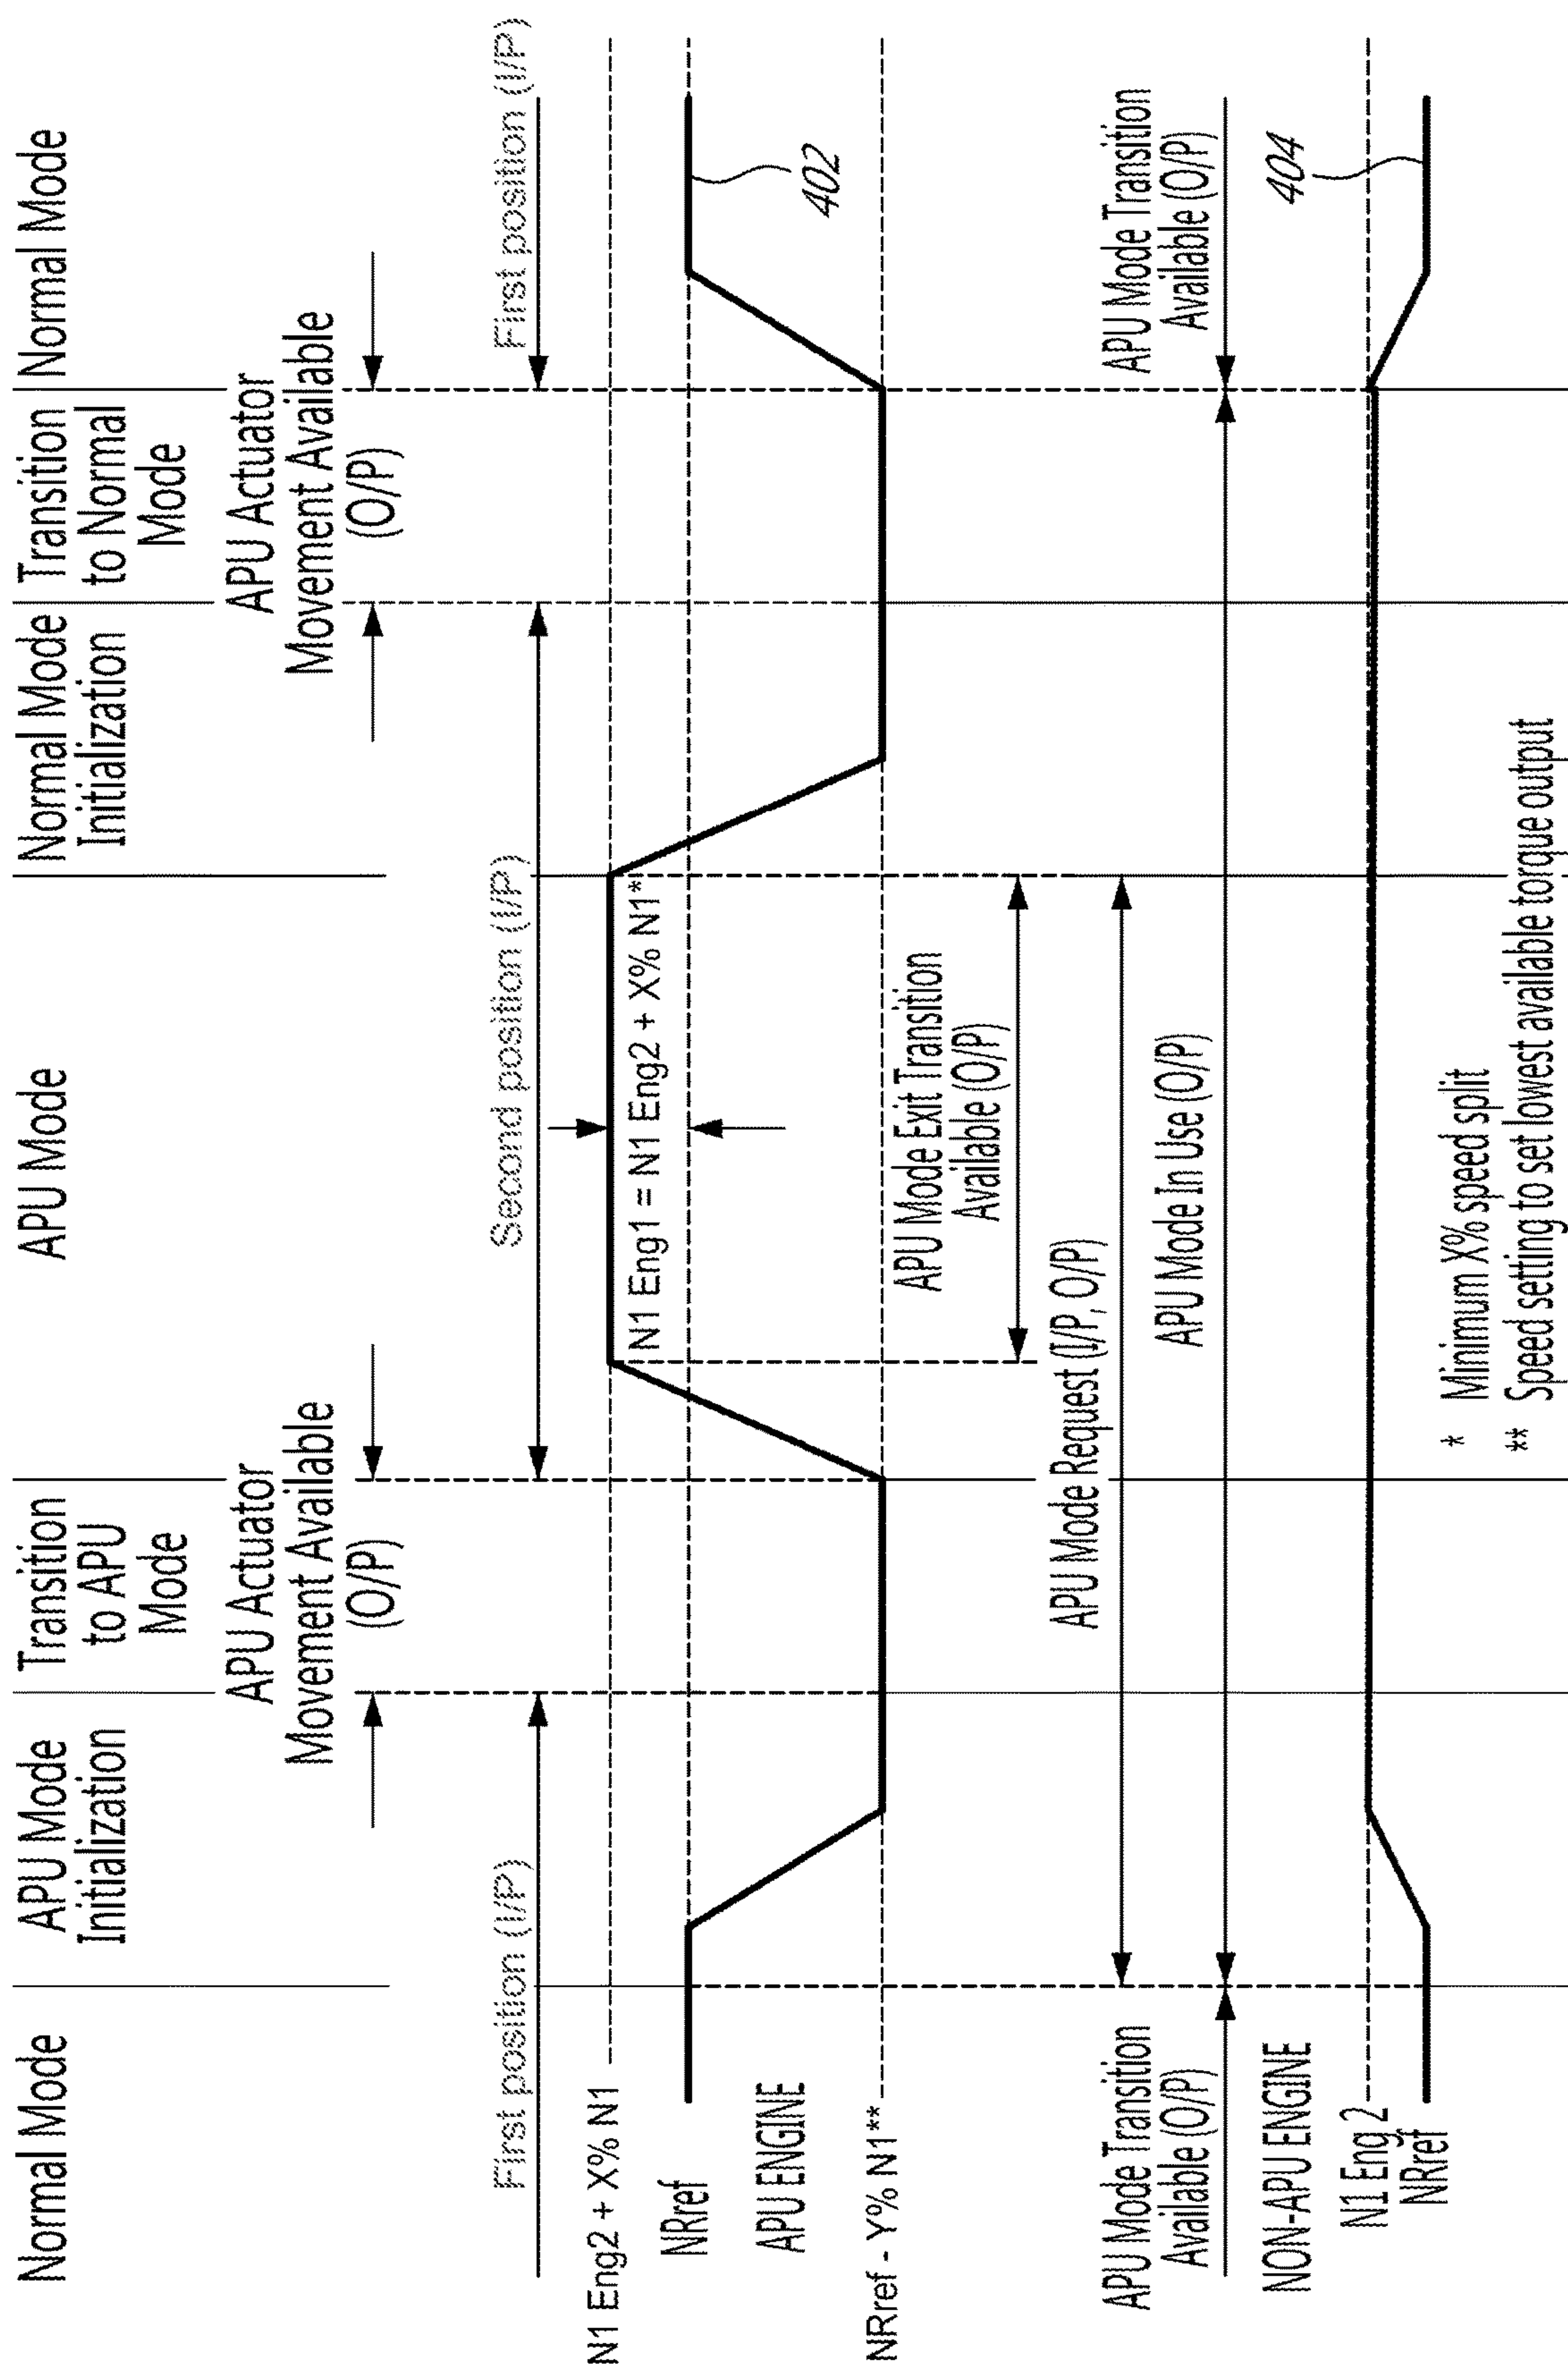 Normal Mode
APU Mode
Initialization
Transition
to APU
Mode
APU Mode
Normal Mode
Initialization
Transition
to Normal
Mode
Normal Mode
APU Actuator
Movement Available
(O/P)
APU Actuator
Movement Available
(O/P)
First position (I/P)
Second position (I/P)
First position (I/P)
N1 Eng2 + X% N1
N1 Eng1 = N1 Eng2 + X% N1*
NRref
402
APU ENGINE
NRref - Y% N1**
APU Mode Exit Transition
Available (O/P)
APU Mode Request (I/P, O/P)
APU Mode Transition
Available (O/P)
APU Mode In Use (O/P)
APU Mode Transition
Available (O/P)
NON-APU ENGINE
404
N1 Eng 2
NRref
* Minimum X% speed split
** Speed setting to set lowest available torque output